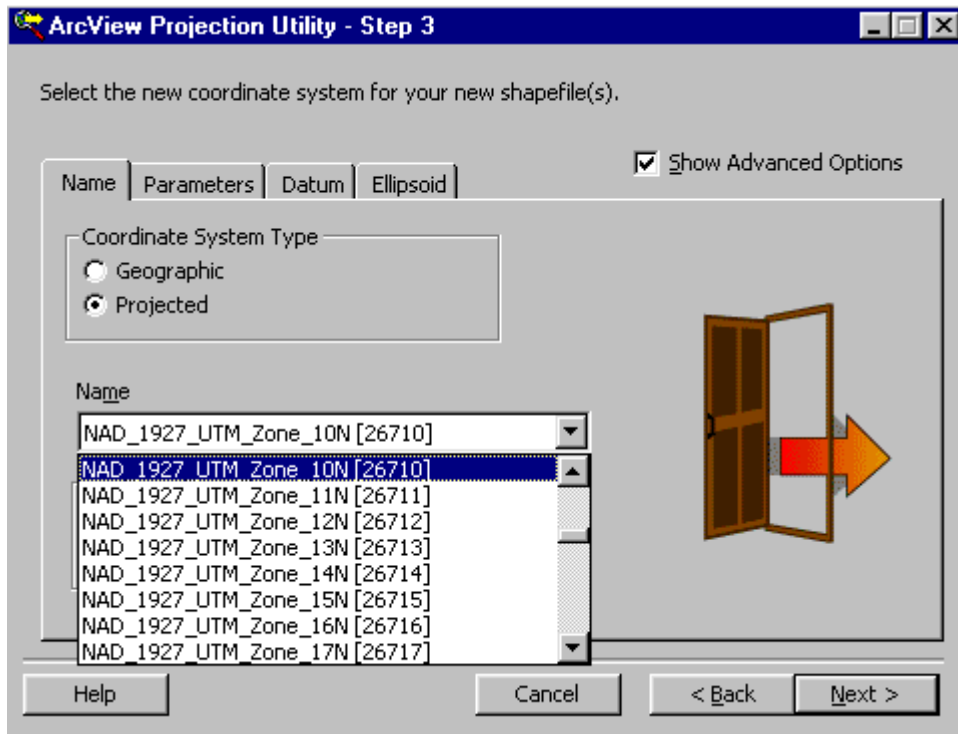 ArcView Projection Utility - Step 3
Select the new coordinate system for your new shapefile(s).
Show Advanced Options
Name Parameters Datum Ellipsoid
Coordinate System Type
Geographic
Projected
Name
NAD_1927_UTM_Zone_10N [26710]
NAD_1927_UTM_Zone_10N [26710]
NAD_1927_UTM_Zone_11N [26711]
NAD_1927_UTM_Zone_12N [26712]
NAD_1927_UTM_Zone_13N [26713]
NAD_1927_UTM_Zone_14N [26714]
NAD_1927_UTM_Zone_15N [26715]
NAD_1927_UTM_Zone_16N [26716]
NAD_1927_UTM_Zone_17N [26717]
Help Cancel < Back Next >